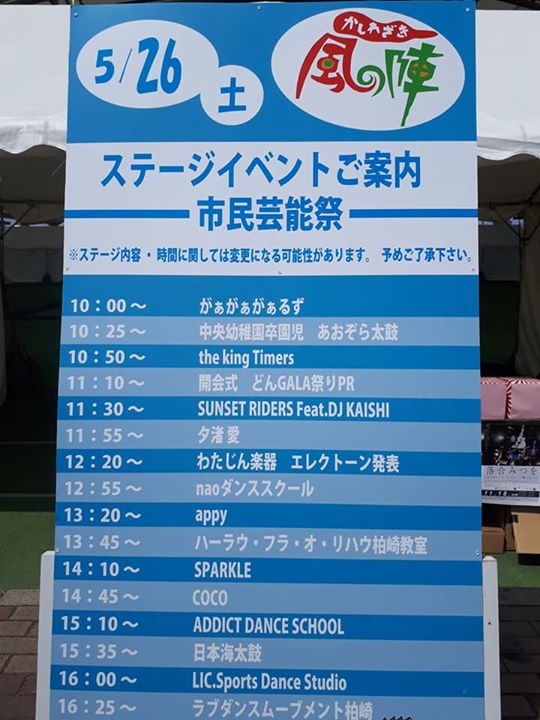 5/26
土
かしわざき
風の陣
ステージイベントご案内
市民芸能祭
※ステージ内容・時間に関しては変更になる可能性があります。 予めご了承下さい。
10：00〜 がぁがぁがぁるず
10：25〜 中央幼稚園卒園児 あおぞら太鼓
10：50〜 the king Timers
11：10〜 開会式 どんGALA祭りPR
11：30〜 SUNSET RIDERS Feat.DJ KAISHI
11：55〜 夕渚 愛
12：20〜 わたじん楽器 エレクトーン発表
12：55〜 naoダンススクール
13：20〜 appy
13：45〜 ハーラウ・フラ・オ・リハウ柏崎教室
14：10〜 SPARKLE
14：45〜 COCO
15：10〜 ADDICT DANCE SCHOOL
15：35〜 日本海太鼓
16：00〜 LIC.Sports Dance Studio
16：25〜 ラブダンスムーブメント柏崎
落合みつを